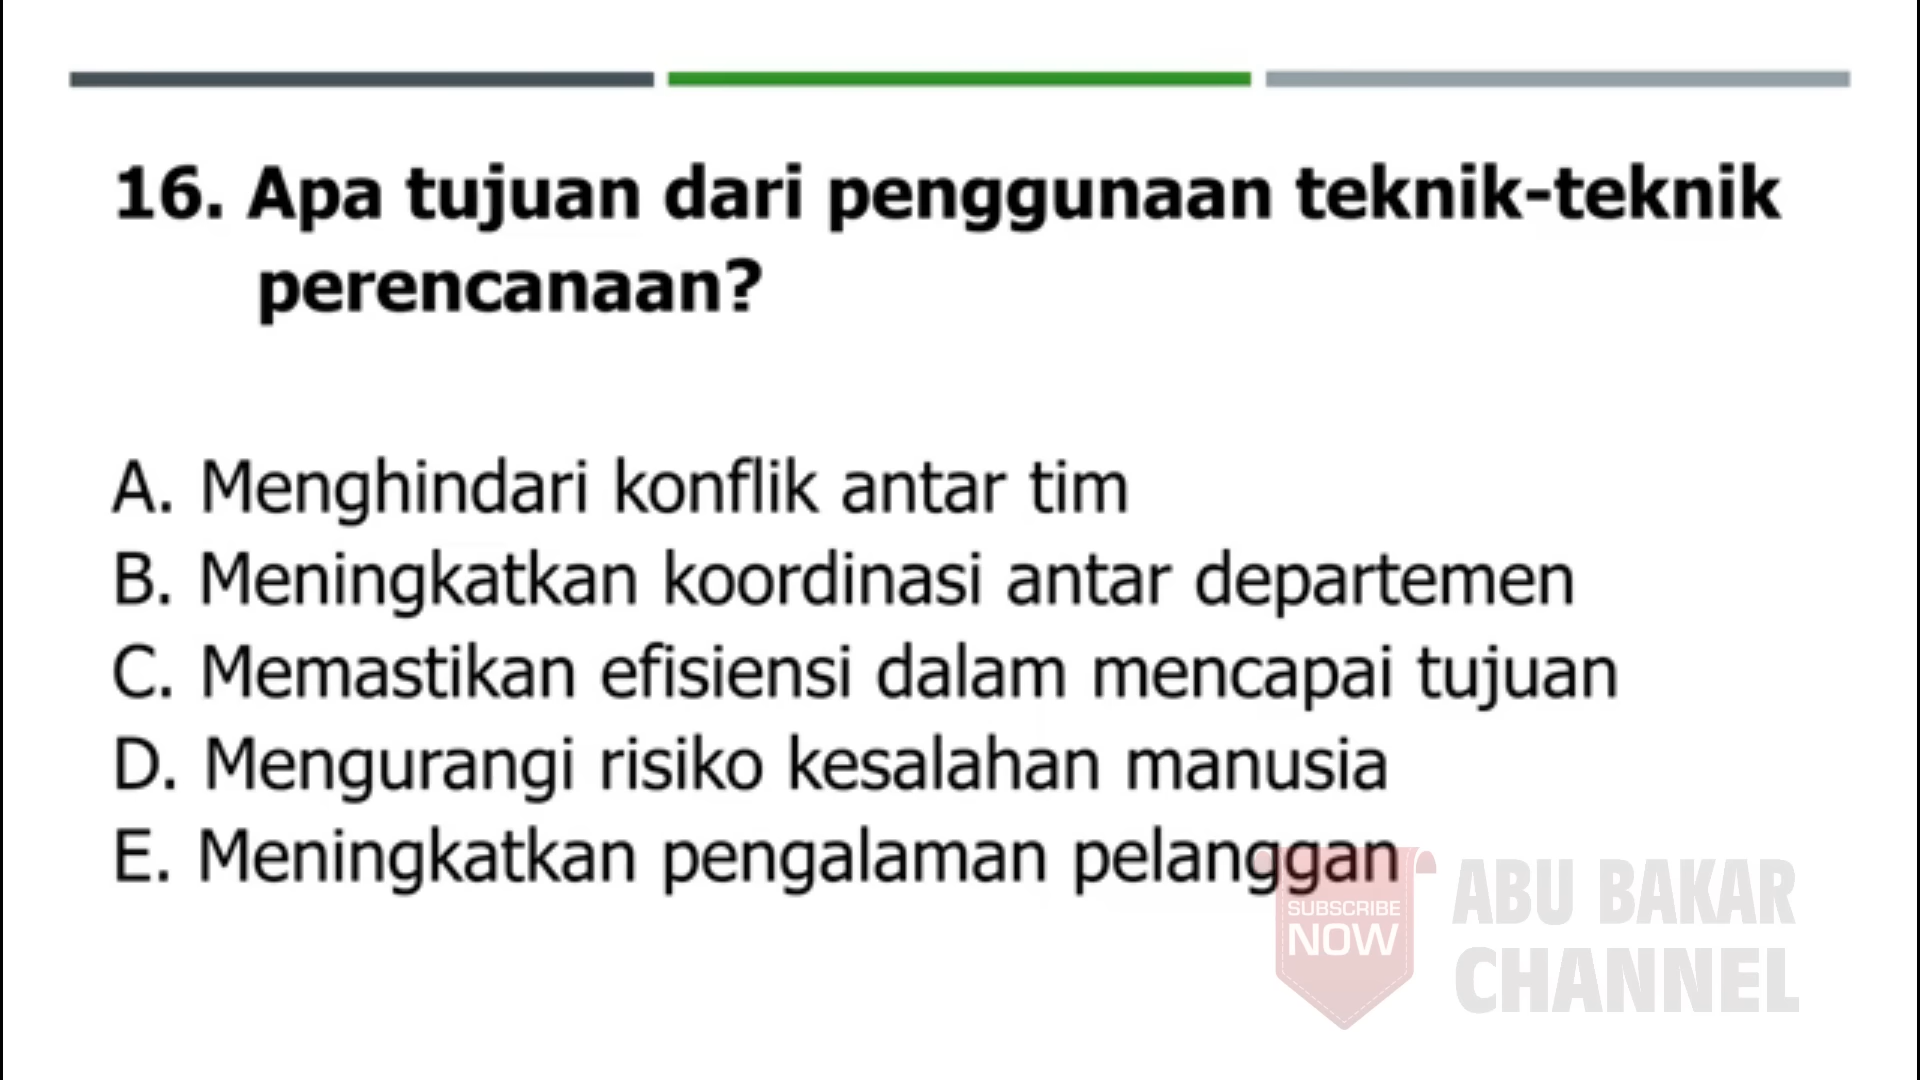 16. Apa tujuan dari penggunaan teknik-teknik
perencanaan?
A. Menghindari konflik antar tim
B. Meningkatkan koordinasi antar departemen
C. Memastikan efisiensi dalam mencapai tujuan
D. Mengurangi risiko kesalahan manusia
E. Meningkatkan pengalaman pelanggan
SUBSCRIBE
NOW
ABU BAKAR
CHANNEL